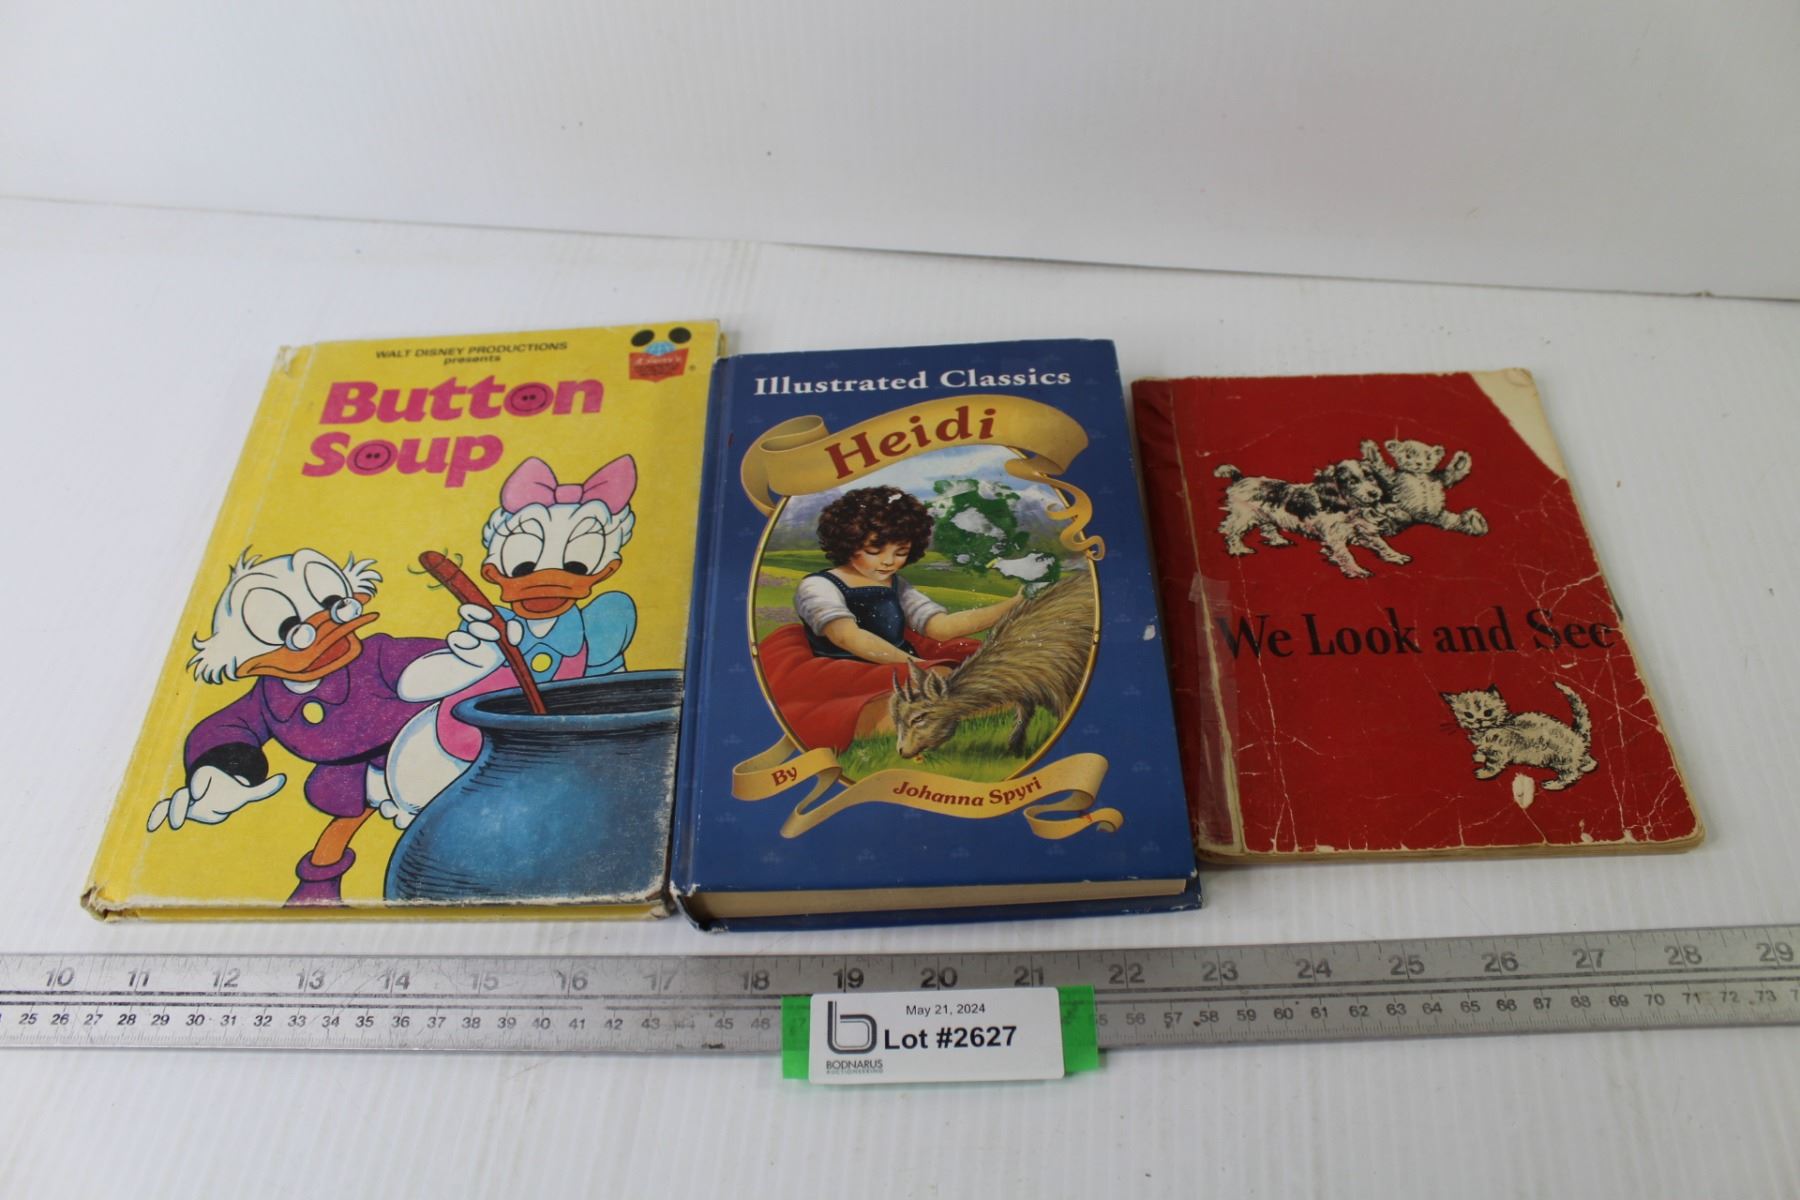 WALT DISNEY PRODUCTIONS
presents
Button
Soup
Illustrated Classics
Heidi
By
Johanna Spyri
We Look and See
10 11 12 13 14 15 16 17 18 19 20 21 22 23 24 25 26 27 28 29
25 26 27 28 29 30 31 32 33 34 35 36 37 38 39 40 41 42 43 44 45 46 56 57 58 59 60 61 62 63 64 65 66 67 68 69 70 71 72 73
May 21, 2024
Lot #2627
BODNARUS
AUCTIONEERING